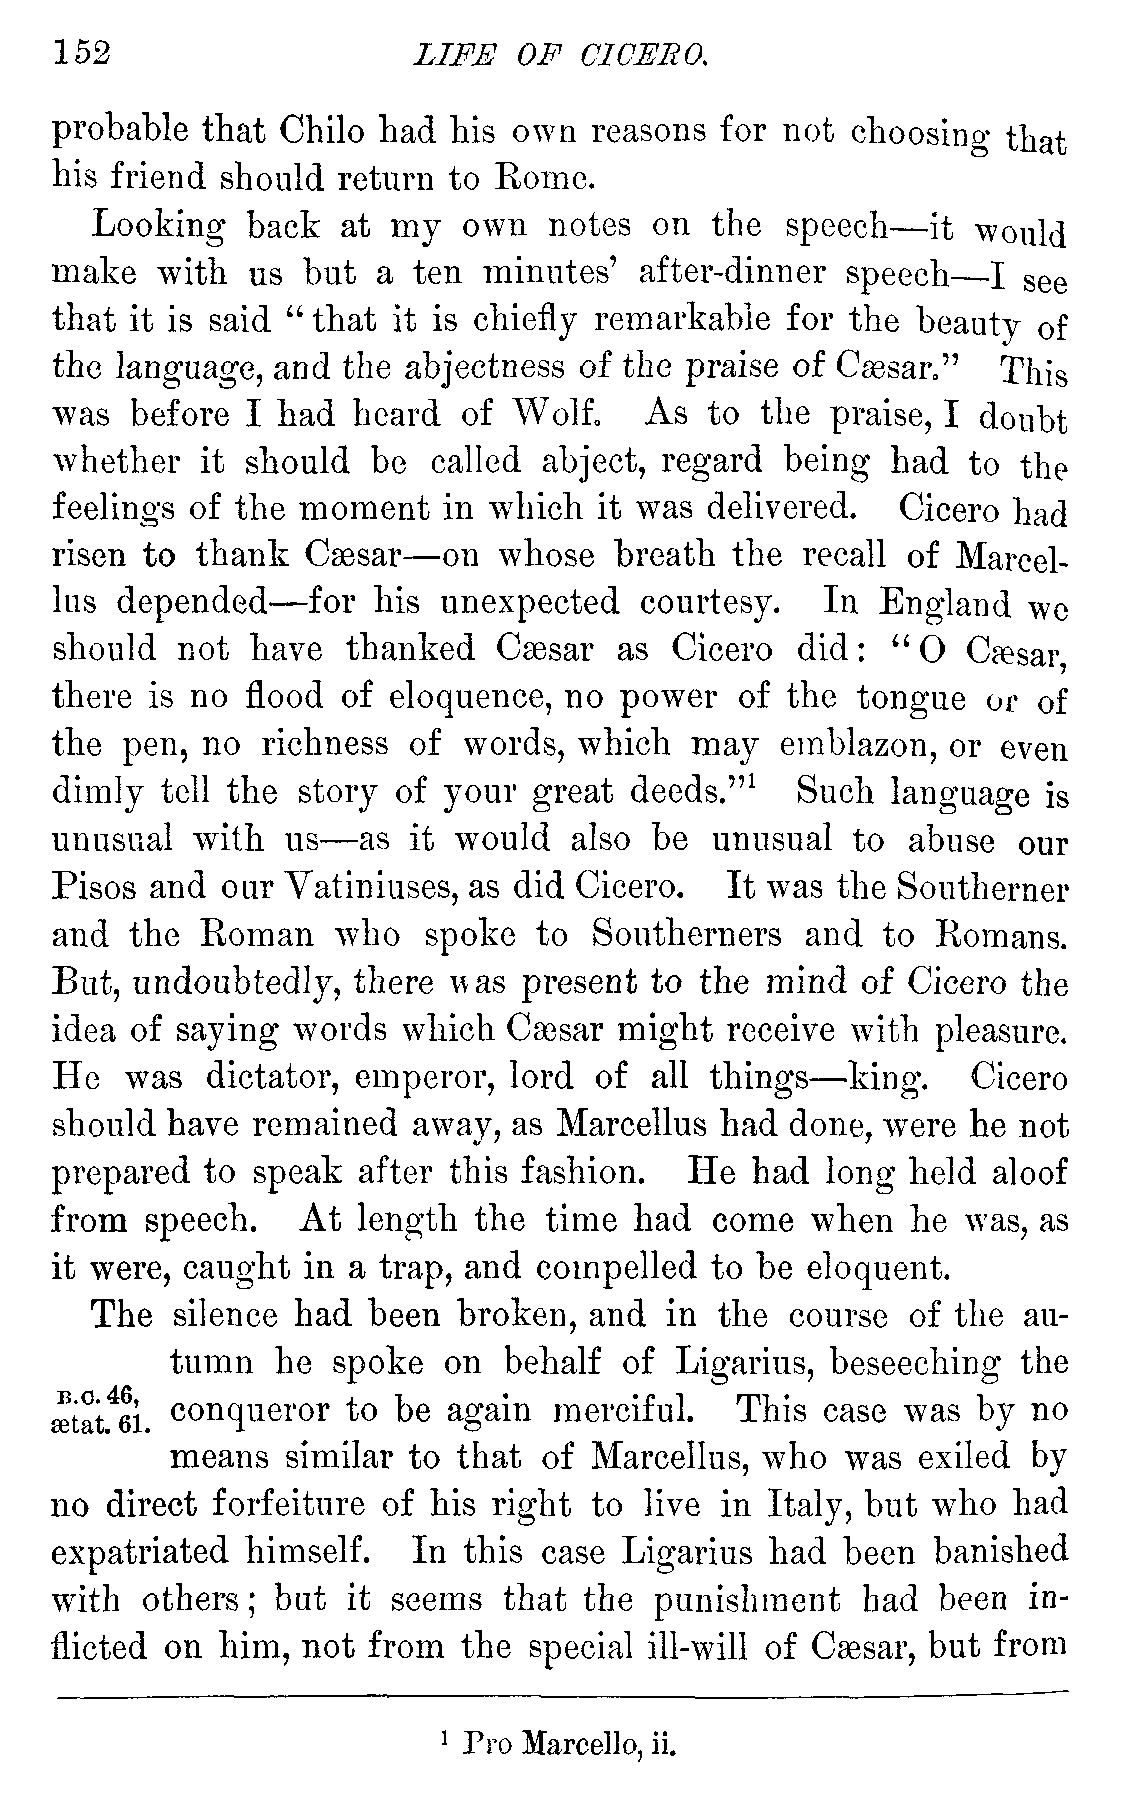 152 LIFE OF CICERO.
probable that Chilo had his own reasons for not choosing that
his friend should return to Rome.
Looking back at my own notes on the speech—it would
make with us but a ten minutes' after-dinner speech—I see
that it is said "that it is chiefly remarkable for the beauty of
the language, and the abjectness of the praise of Cæsar." This
was before I had heard of Wolf. As to the praise, I doubt
whether it should be called abject, regard being had to the
feelings of the moment in which it was delivered. Cicero had
risen to thank Cæsar—on whose breath the recall of Marcel-
lus depended—for his unexpected courtesy. In England we
should not have thanked Cæsar as Cicero did: "O Cæsar,
there is no flood of eloquence, no power of the tongue or of
the pen, no richness of words, which may emblazon, or even
dimly tell the story of your great deeds."¹ Such language is
unusual with us—as it would also be unusual to abuse our
Pisos and our Vatiniuses, as did Cicero. It was the Southerner
and the Roman who spoke to Southerners and to Romans.
But, undoubtedly, there was present to the mind of Cicero the
idea of saying words which Cæsar might receive with pleasure.
He was dictator, emperor, lord of all things—king. Cicero
should have remained away, as Marcellus had done, were he not
prepared to speak after this fashion. He had long held aloof
from speech. At length the time had come when he was, as
it were, caught in a trap, and compelled to be eloquent.
The silence had been broken, and in the course of the au-
tumn he spoke on behalf of Ligarius, beseeching the
B.C. 46,
ætat. 61.
conqueror to be again merciful. This case was by no
means similar to that of Marcellus, who was exiled by
no direct forfeiture of his right to live in Italy, but who had
expatriated himself. In this case Ligarius had been banished
with others; but it seems that the punishment had been in-
flicted on him, not from the special ill-will of Cæsar, but from
¹ Pro Marcello, ii.